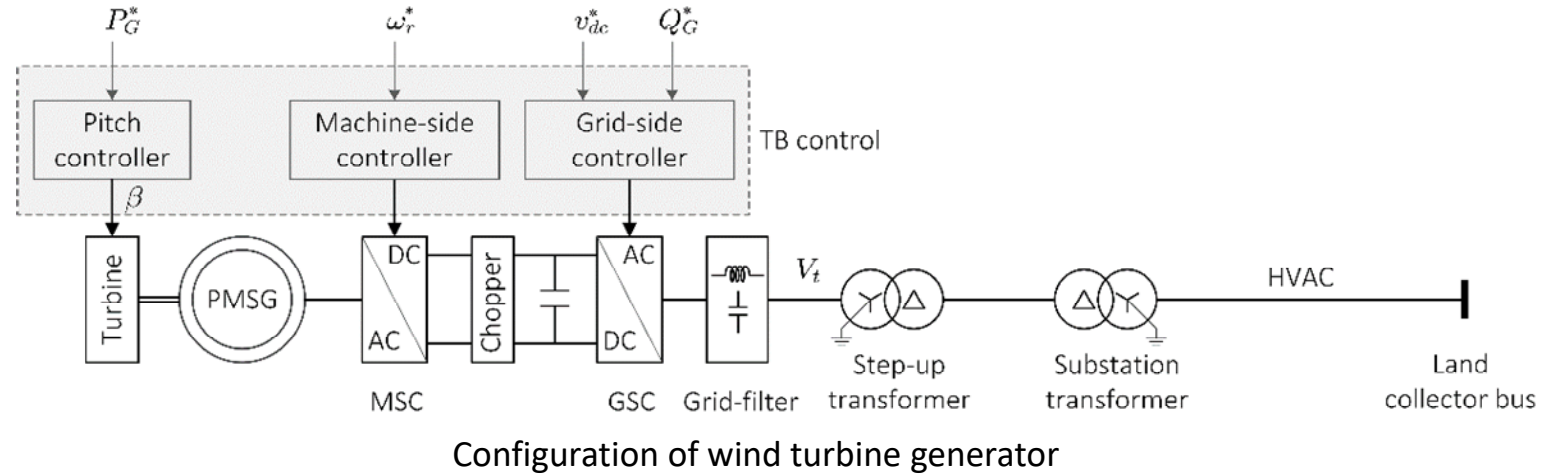 P*_G
ω*_r
v*_dc
Q*_G
Pitch
controller
Machine-side
controller
Grid-side
controller
TB control
β
Turbine
PMSG
DC
AC
Chopper
AC
DC
V_t
HVAC
MSC
GSC
Grid-filter
Step-up
transformer
Substation
transformer
Land
collector bus
Configuration of wind turbine generator